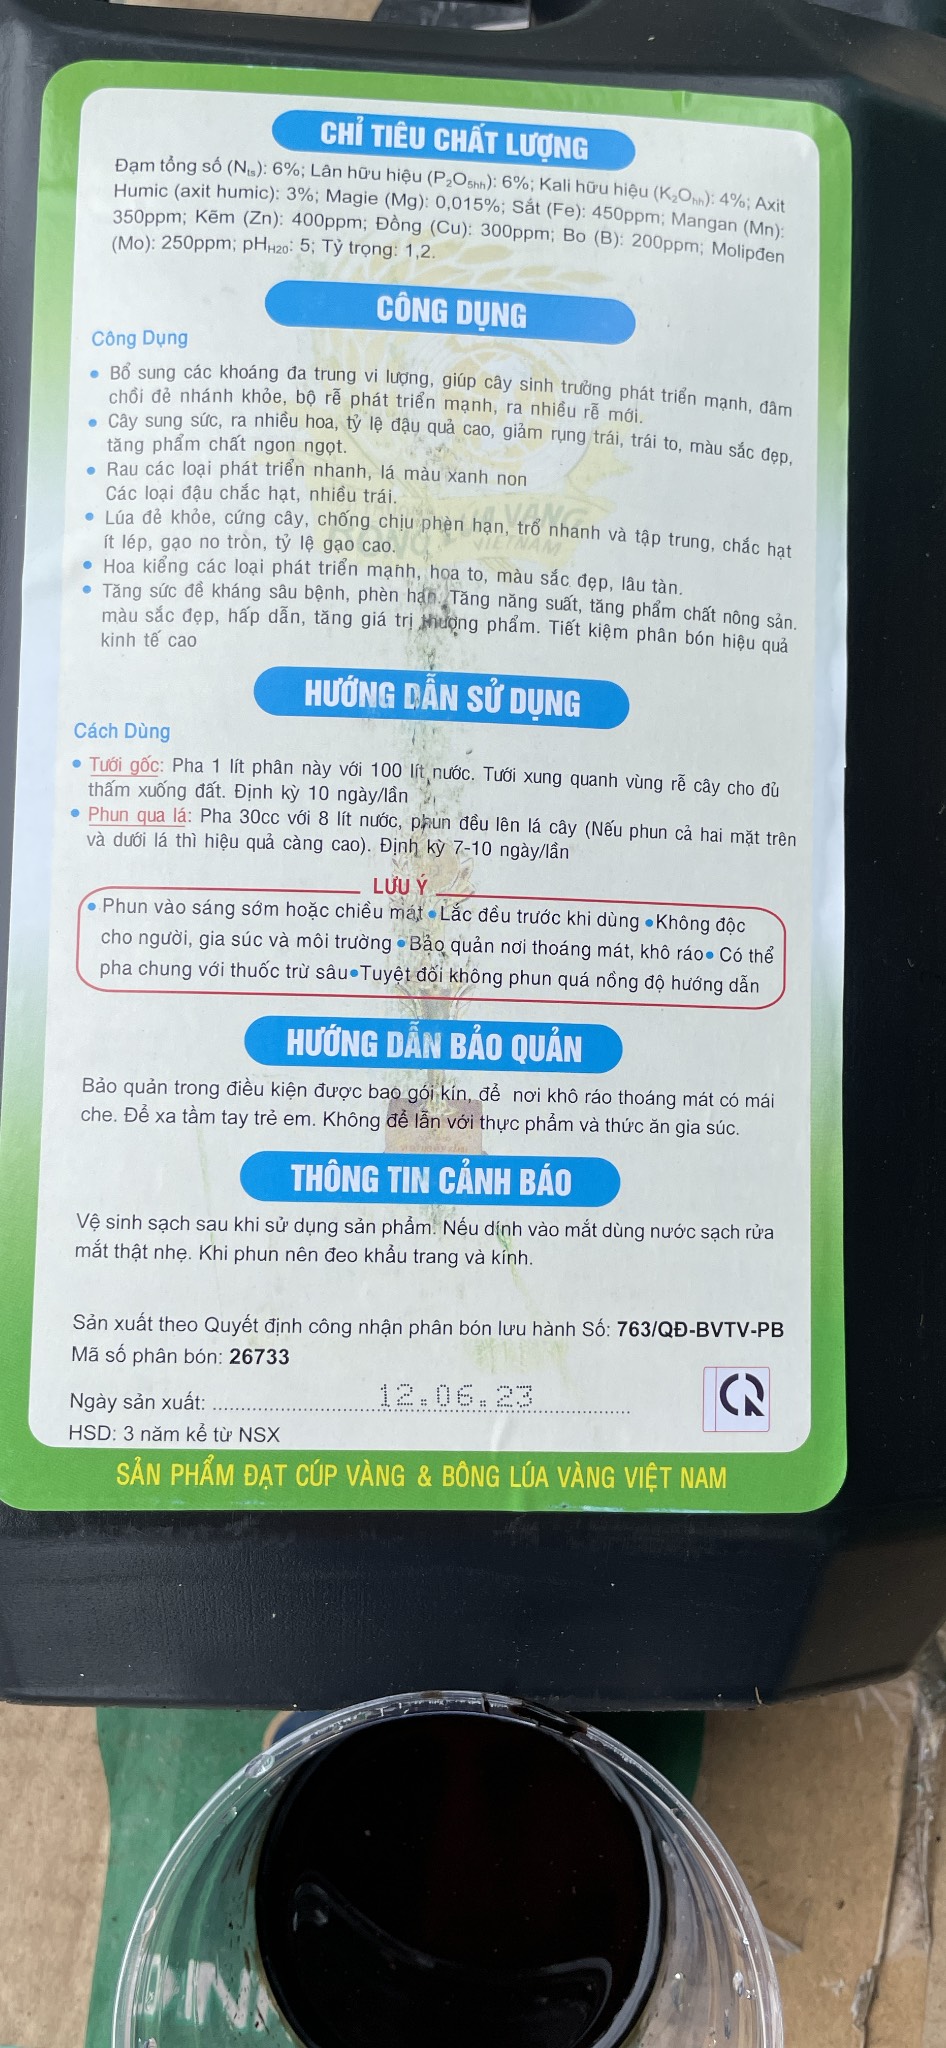 CHỈ TIÊU CHẤT LƯỢNG
Đạm tổng số (Nts): 6%; Lân hữu hiệu (P2O5hh): 6%; Kali hữu hiệu (K2Ohh): 4%; Axit
Humic (axit humic): 3%; Magie (Mg): 0,015%; Sắt (Fe): 450ppm; Mangan (Mn):
350ppm; Kẽm (Zn): 400ppm; Đồng (Cu): 300ppm; Bo (B): 200ppm; Molipđen
(Mo): 250ppm; pHH20: 5; Tỷ trọng: 1,2.
CÔNG DỤNG
Công Dụng
• Bổ sung các khoáng đa trung vi lượng, giúp cây sinh trưởng phát triển mạnh, đâm
chồi đẻ nhánh khỏe, bộ rễ phát triển mạnh, ra nhiều rễ mới.
• Cây sung sức, ra nhiều hoa, tỷ lệ đậu quả cao, giảm rụng trái, trái to, màu sắc đẹp,
tăng phẩm chất ngon ngọt.
• Rau các loại phát triển nhanh, lá màu xanh non
Các loại đậu chắc hạt, nhiều trái.
• Lúa đẻ khỏe, cứng cây, chống chịu phèn hạn, trổ nhanh và tập trung, chắc hạt
ít lép, gạo no tròn, tỷ lệ gạo cao.
• Hoa kiểng các loại phát triển mạnh, hoa to, màu sắc đẹp, lâu tàn.
• Tăng sức đề kháng sâu bệnh, phèn hạn. Tăng năng suất, tăng phẩm chất nông sản.
màu sắc đẹp, hấp dẫn, tăng giá trị thượng phẩm. Tiết kiệm phân bón hiệu quả
kinh tế cao
HƯỚNG DẪN SỬ DỤNG
Cách Dùng
• Tưới gốc: Pha 1 lít phân này với 100 lít nước. Tưới xung quanh vùng rễ cây cho đủ
thấm xuống đất. Định kỳ 10 ngày/lần
• Phun qua lá: Pha 30cc với 8 lít nước, phun đều lên lá cây (Nếu phun cả hai mặt trên
và dưới lá thì hiệu quả càng cao). Định kỳ 7-10 ngày/lần
LƯU Ý
• Phun vào sáng sớm hoặc chiều mát • Lắc đều trước khi dùng • Không độc
cho người, gia súc và môi trường • Bảo quản nơi thoáng mát, khô ráo • Có thể
pha chung với thuốc trừ sâu • Tuyệt đối không phun quá nồng độ hướng dẫn
HƯỚNG DẪN BẢO QUẢN
Bảo quản trong điều kiện được bao gói kín, để nơi khô ráo thoáng mát có mái
che. Để xa tầm tay trẻ em. Không để lẫn với thực phẩm và thức ăn gia súc.
THÔNG TIN CẢNH BÁO
Vệ sinh sạch sau khi sử dụng sản phẩm. Nếu dính vào mắt dùng nước sạch rửa
mắt thật nhẹ. Khi phun nên đeo khẩu trang và kính.
Sản xuất theo Quyết định công nhận phân bón lưu hành Số: 763/QĐ-BVTV-PB
Mã số phân bón: 26733
Ngày sản xuất: 12.06.23
HSD: 3 năm kể từ NSX
SẢN PHẨM ĐẠT CÚP VÀNG & BÔNG LÚA VÀNG VIỆT NAM